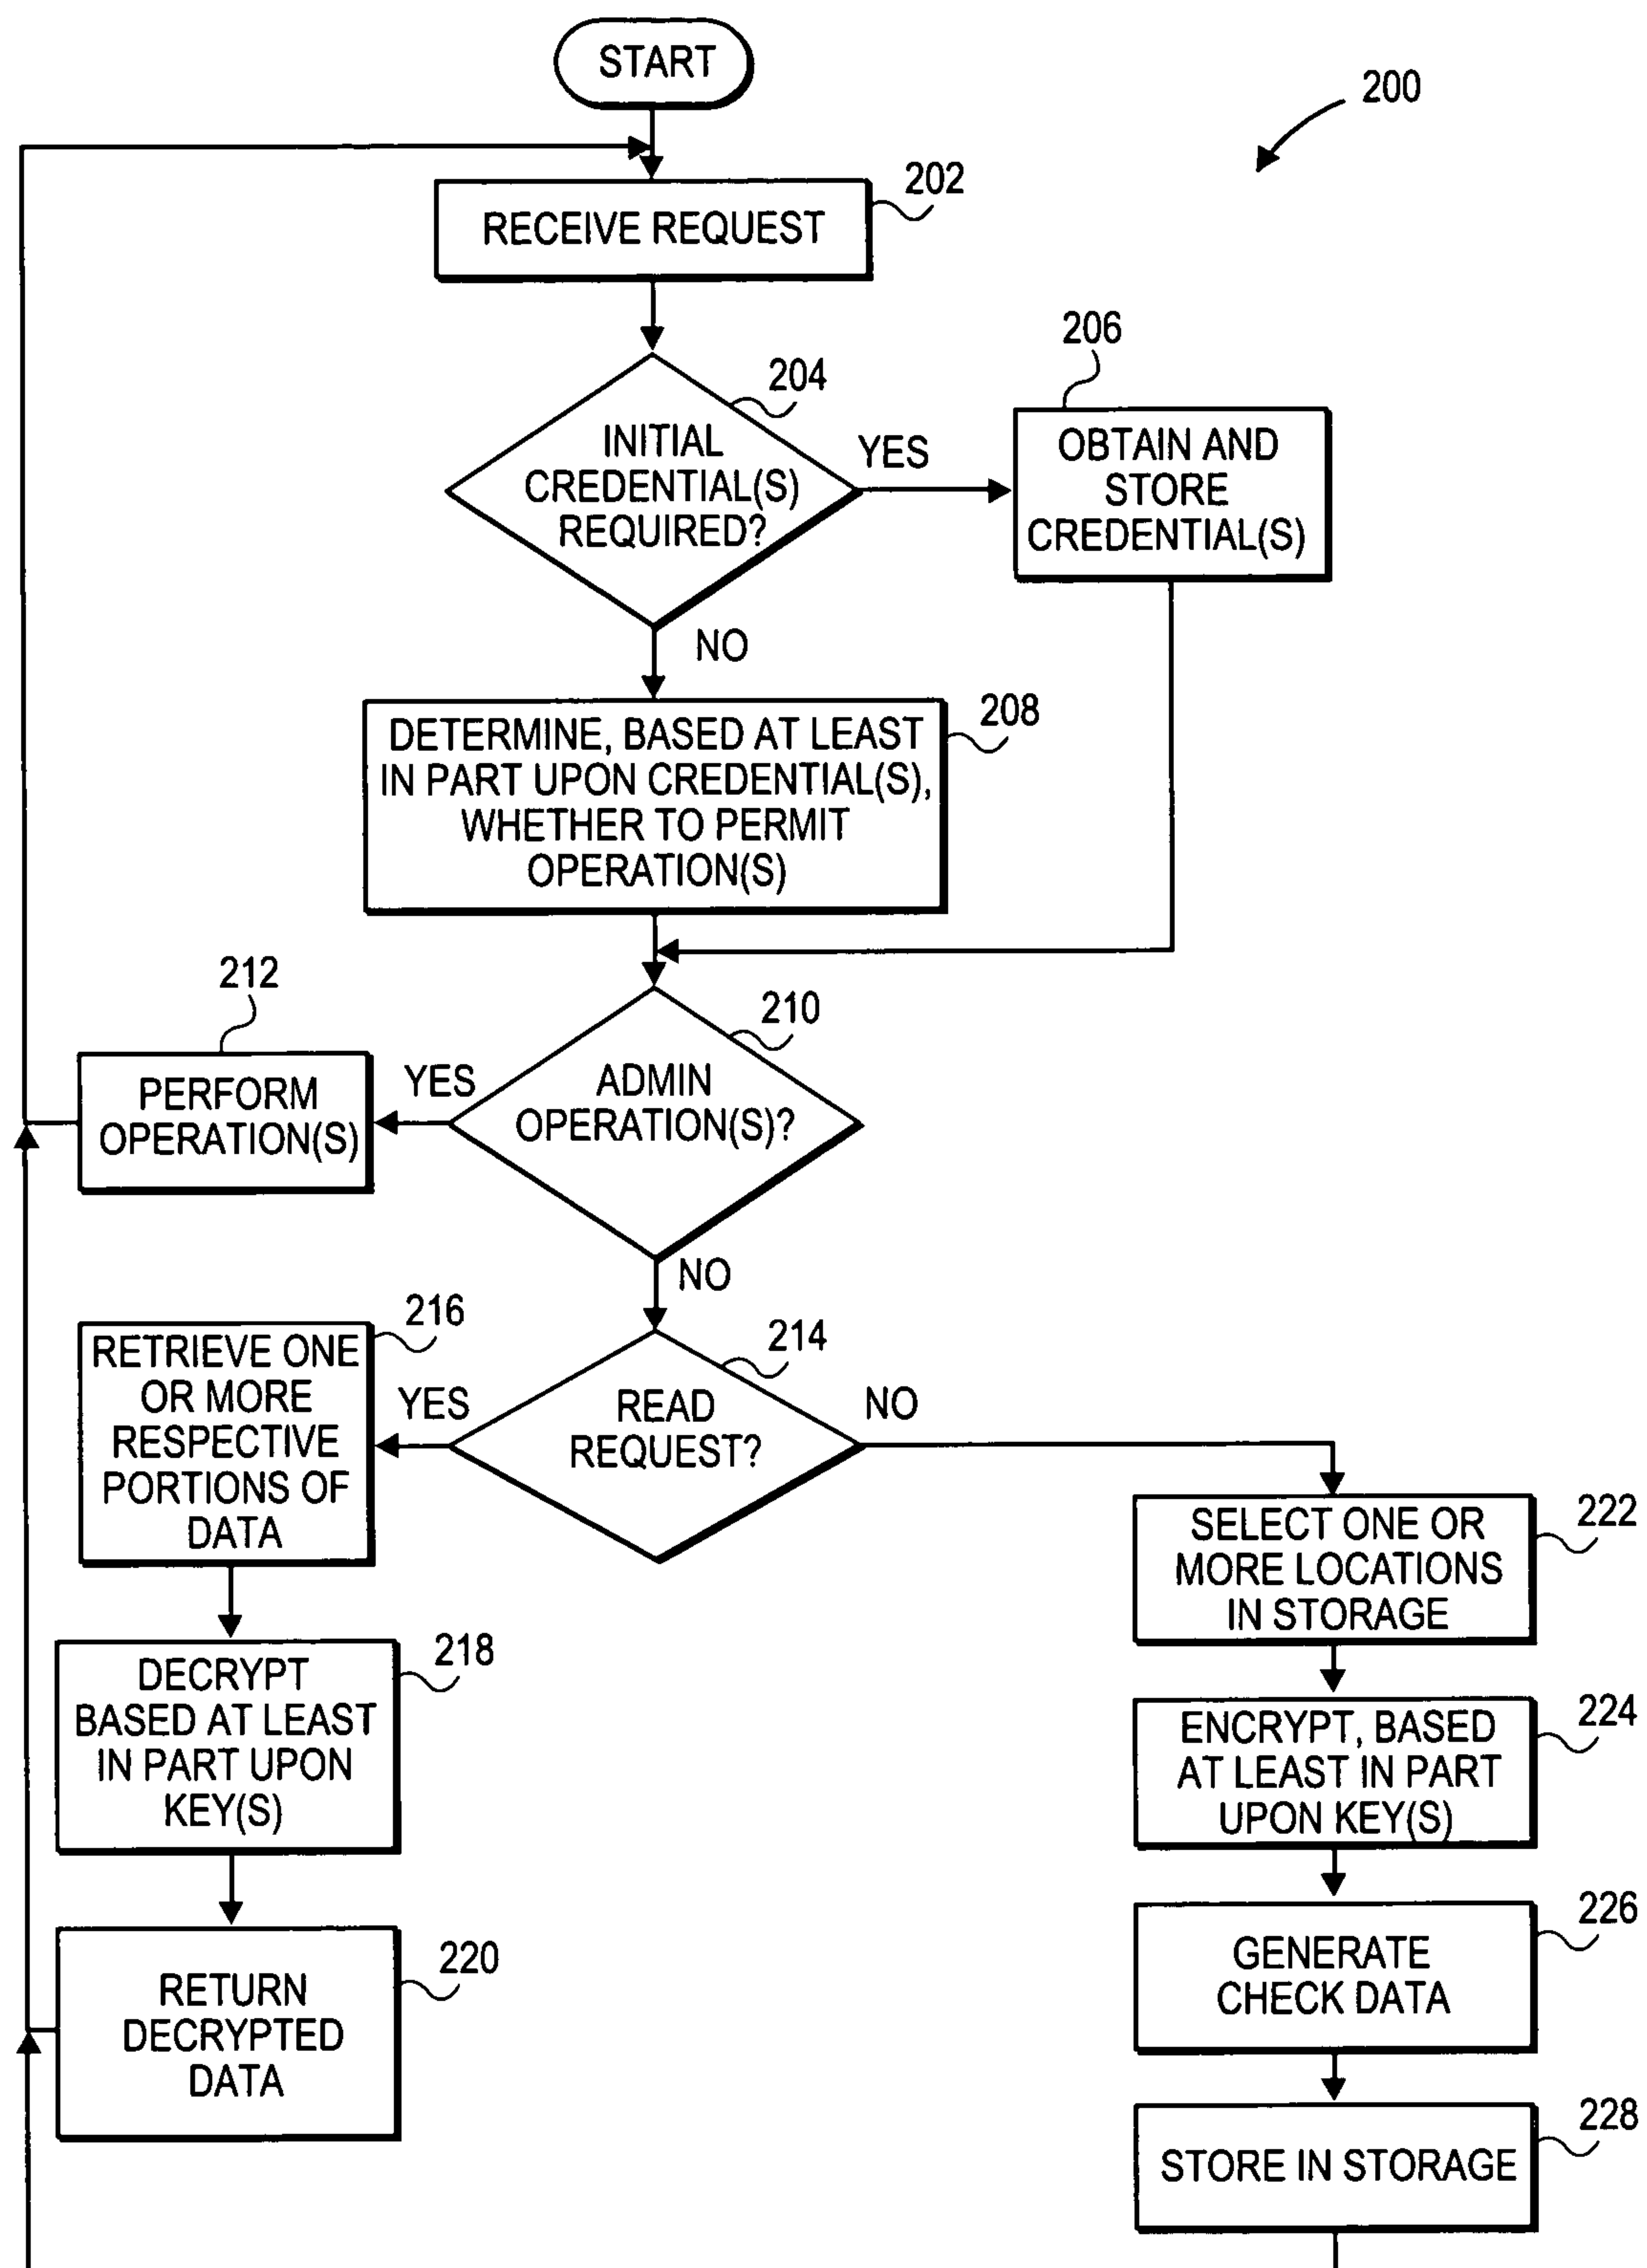 START
200
202
RECEIVE REQUEST
204
206
INITIAL
CREDENTIAL(S)
REQUIRED?
YES
OBTAIN AND
STORE
CREDENTIAL(S)
NO
208
DETERMINE, BASED AT LEAST
IN PART UPON CREDENTIAL(S),
WHETHER TO PERMIT
OPERATION(S)
212
210
PERFORM
OPERATION(S)
YES
ADMIN
OPERATION(S)?
NO
216
214
RETRIEVE ONE
OR MORE
RESPECTIVE
PORTIONS OF
DATA
YES
READ
REQUEST?
NO
222
SELECT ONE OR
MORE LOCATIONS
IN STORAGE
218
DECRYPT
BASED AT LEAST
IN PART UPON
KEY(S)
224
ENCRYPT, BASED
AT LEAST IN PART
UPON KEY(S)
226
GENERATE
CHECK DATA
220
RETURN
DECRYPTED
DATA
228
STORE IN STORAGE